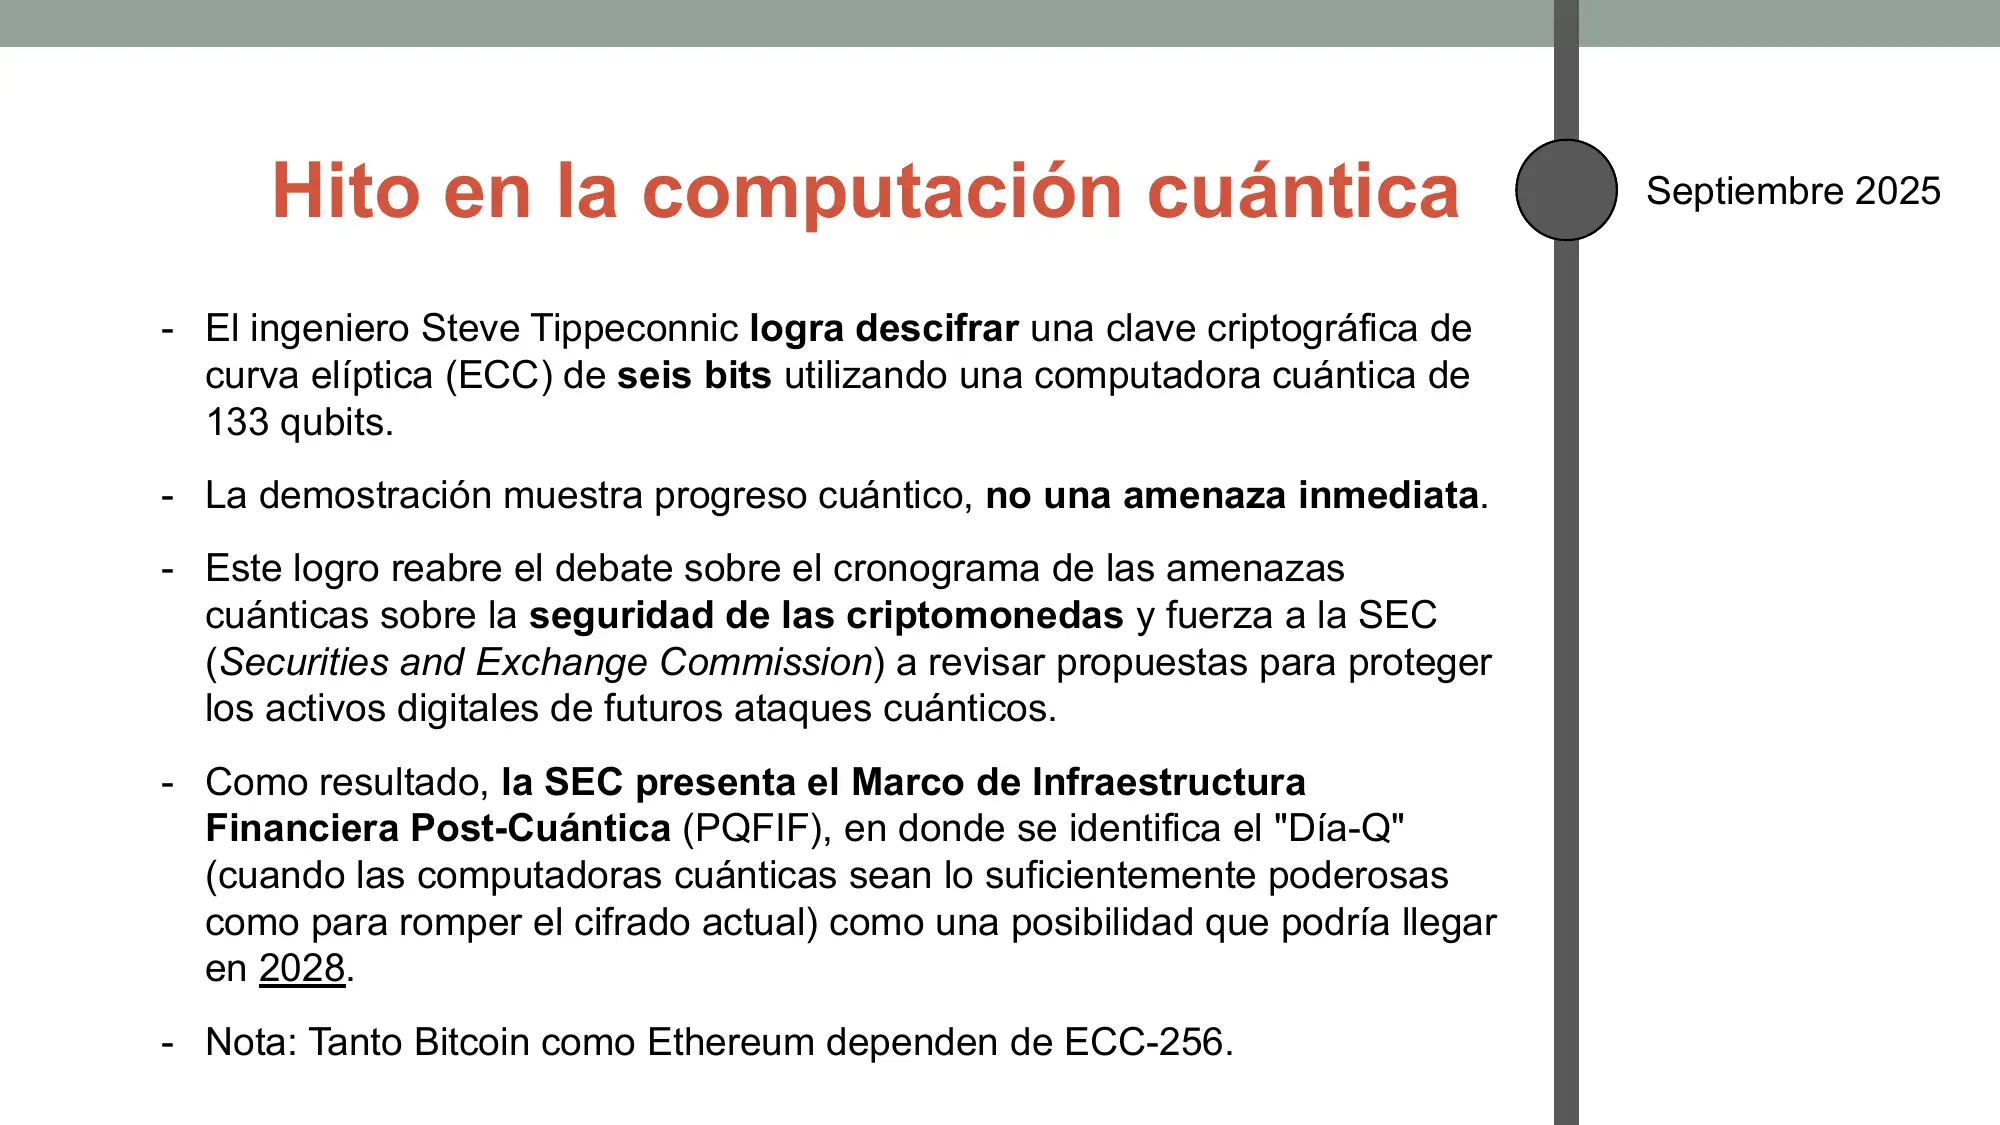 Hito en la computación cuántica
Septiembre 2025
- El ingeniero Steve Tippeconnic logra descifrar una clave criptográfica de
curva elíptica (ECC) de seis bits utilizando una computadora cuántica de
133 qubits.
- La demostración muestra progreso cuántico, no una amenaza inmediata.
- Este logro reabre el debate sobre el cronograma de las amenazas
cuánticas sobre la seguridad de las criptomonedas y fuerza a la SEC
(Securities and Exchange Commission) a revisar propuestas para proteger
los activos digitales de futuros ataques cuánticos.
- Como resultado, la SEC presenta el Marco de Infraestructura
Financiera Post-Cuántica (PQFIF), en donde se identifica el "Día-Q"
(cuando las computadoras cuánticas sean lo suficientemente poderosas
como para romper el cifrado actual) como una posibilidad que podría llegar
en 2028.
- Nota: Tanto Bitcoin como Ethereum dependen de ECC-256.